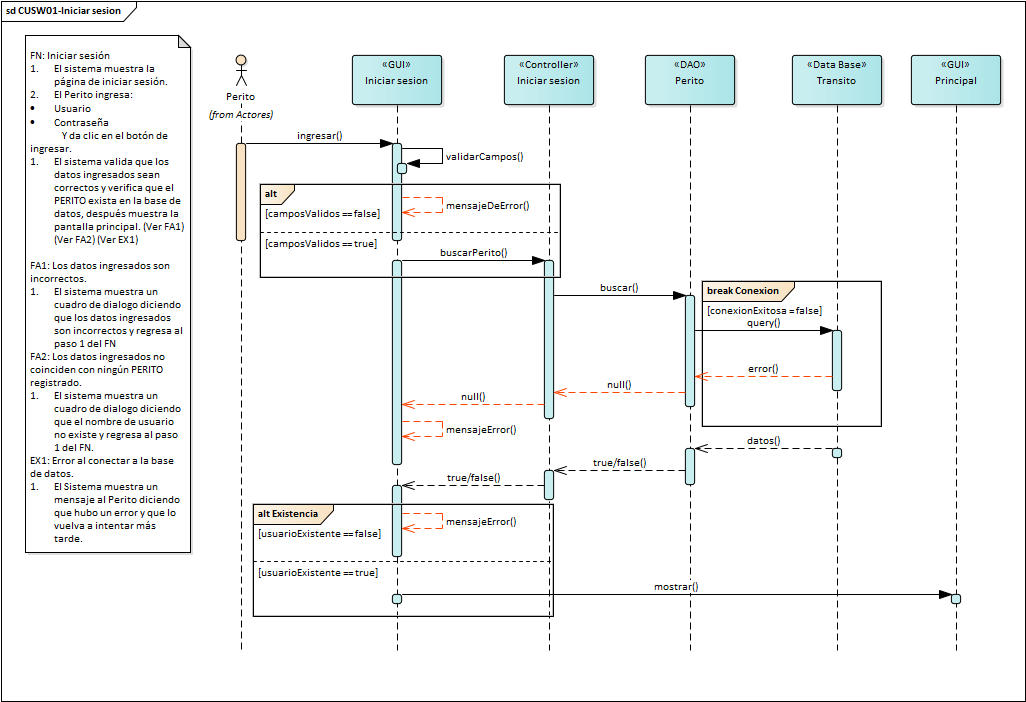 sd CUSW01-Iniciar sesion
FN: Iniciar sesión
1. El sistema muestra la
página de iniciar sesión.
2. El Perito ingresa:
• Usuario
• Contraseña
Y da clic en el botón de
ingresar.
1. El sistema valida que los
datos ingresados sean
correctos y verifica que el
PERITO exista en la base de
datos, después muestra la
pantalla principal. (Ver FA1)
(Ver FA2) (Ver EX1)
FA1: Los datos ingresados son
incorrectos.
1. El sistema muestra un
cuadro de dialogo diciendo
que los datos ingresados
son incorrectos y regresa al
paso 1 del FN
FA2: Los datos ingresados no
coinciden con ningún PERITO
registrado.
1. El sistema muestra un
cuadro de dialogo diciendo
que el nombre de usuario
no existe y regresa al paso
1 del FN.
EX1: Error al conectar a la base
de datos.
1. El Sistema muestra un
mensaje al Perito diciendo
que hubo un error y que lo
vuelva a intentar más
tarde.
Perito
(from Actores)
«GUI»
Iniciar sesion
«Controller»
Iniciar sesion
«DAO»
Perito
«Data Base»
Transito
«GUI»
Principal
ingresar()
validarCampos()
alt
[camposValidos ==false]
mensajeDeError()
[camposValidos ==true]
buscarPerito()
buscar()
break Conexion
[conexionExitosa =false]
query()
error()
null()
null()
mensajeError()
datos()
true/false()
true/false()
alt Existencia
[usuarioExistente ==false]
mensajeError()
[usuarioExistente ==true]
mostrar()